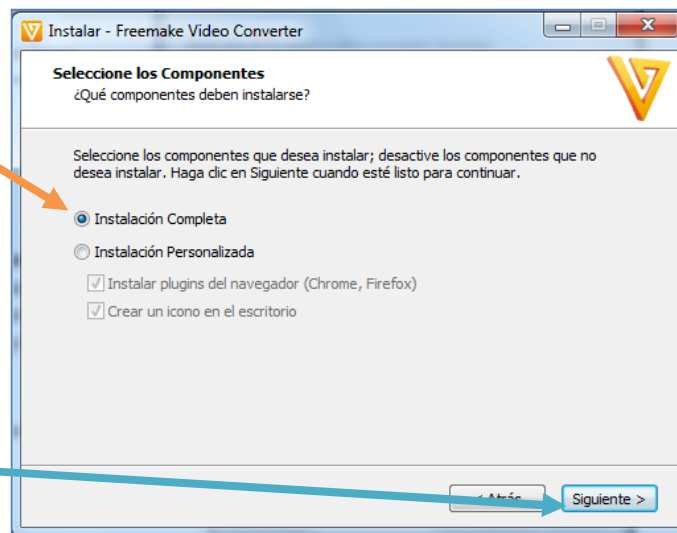 Instalar - Freemake Video Converter
Seleccione los Componentes
¿Qué componentes deben instalarse?
Seleccione los componentes que desea instalar; desactive los componentes que no
desea instalar. Haga clic en Siguiente cuando esté listo para continuar.
Instalación Completa
Instalación Personalizada
Instalar plugins del navegador (Chrome, Firefox)
Crear un icono en el escritorio
< Atrás
Siguiente >